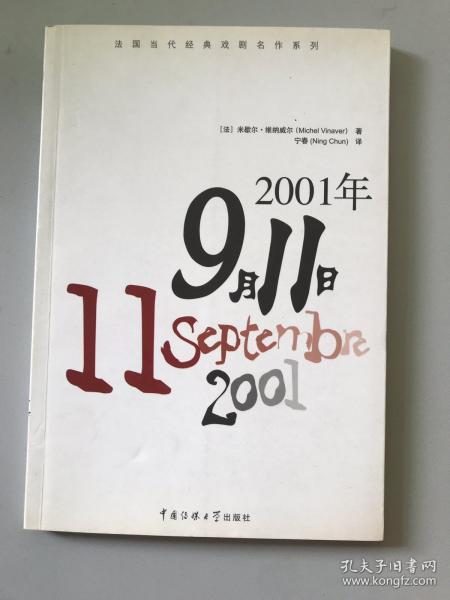 法国当代经典戏剧名作系列
［法］米歇尔·维纳威尔（Michel Vinaver）著
宁春 (Ning Chun) 译
2001年
9月11日
11 septembre
2001
中国传媒大学出版社
孔夫子旧书网
www.kongfz.com